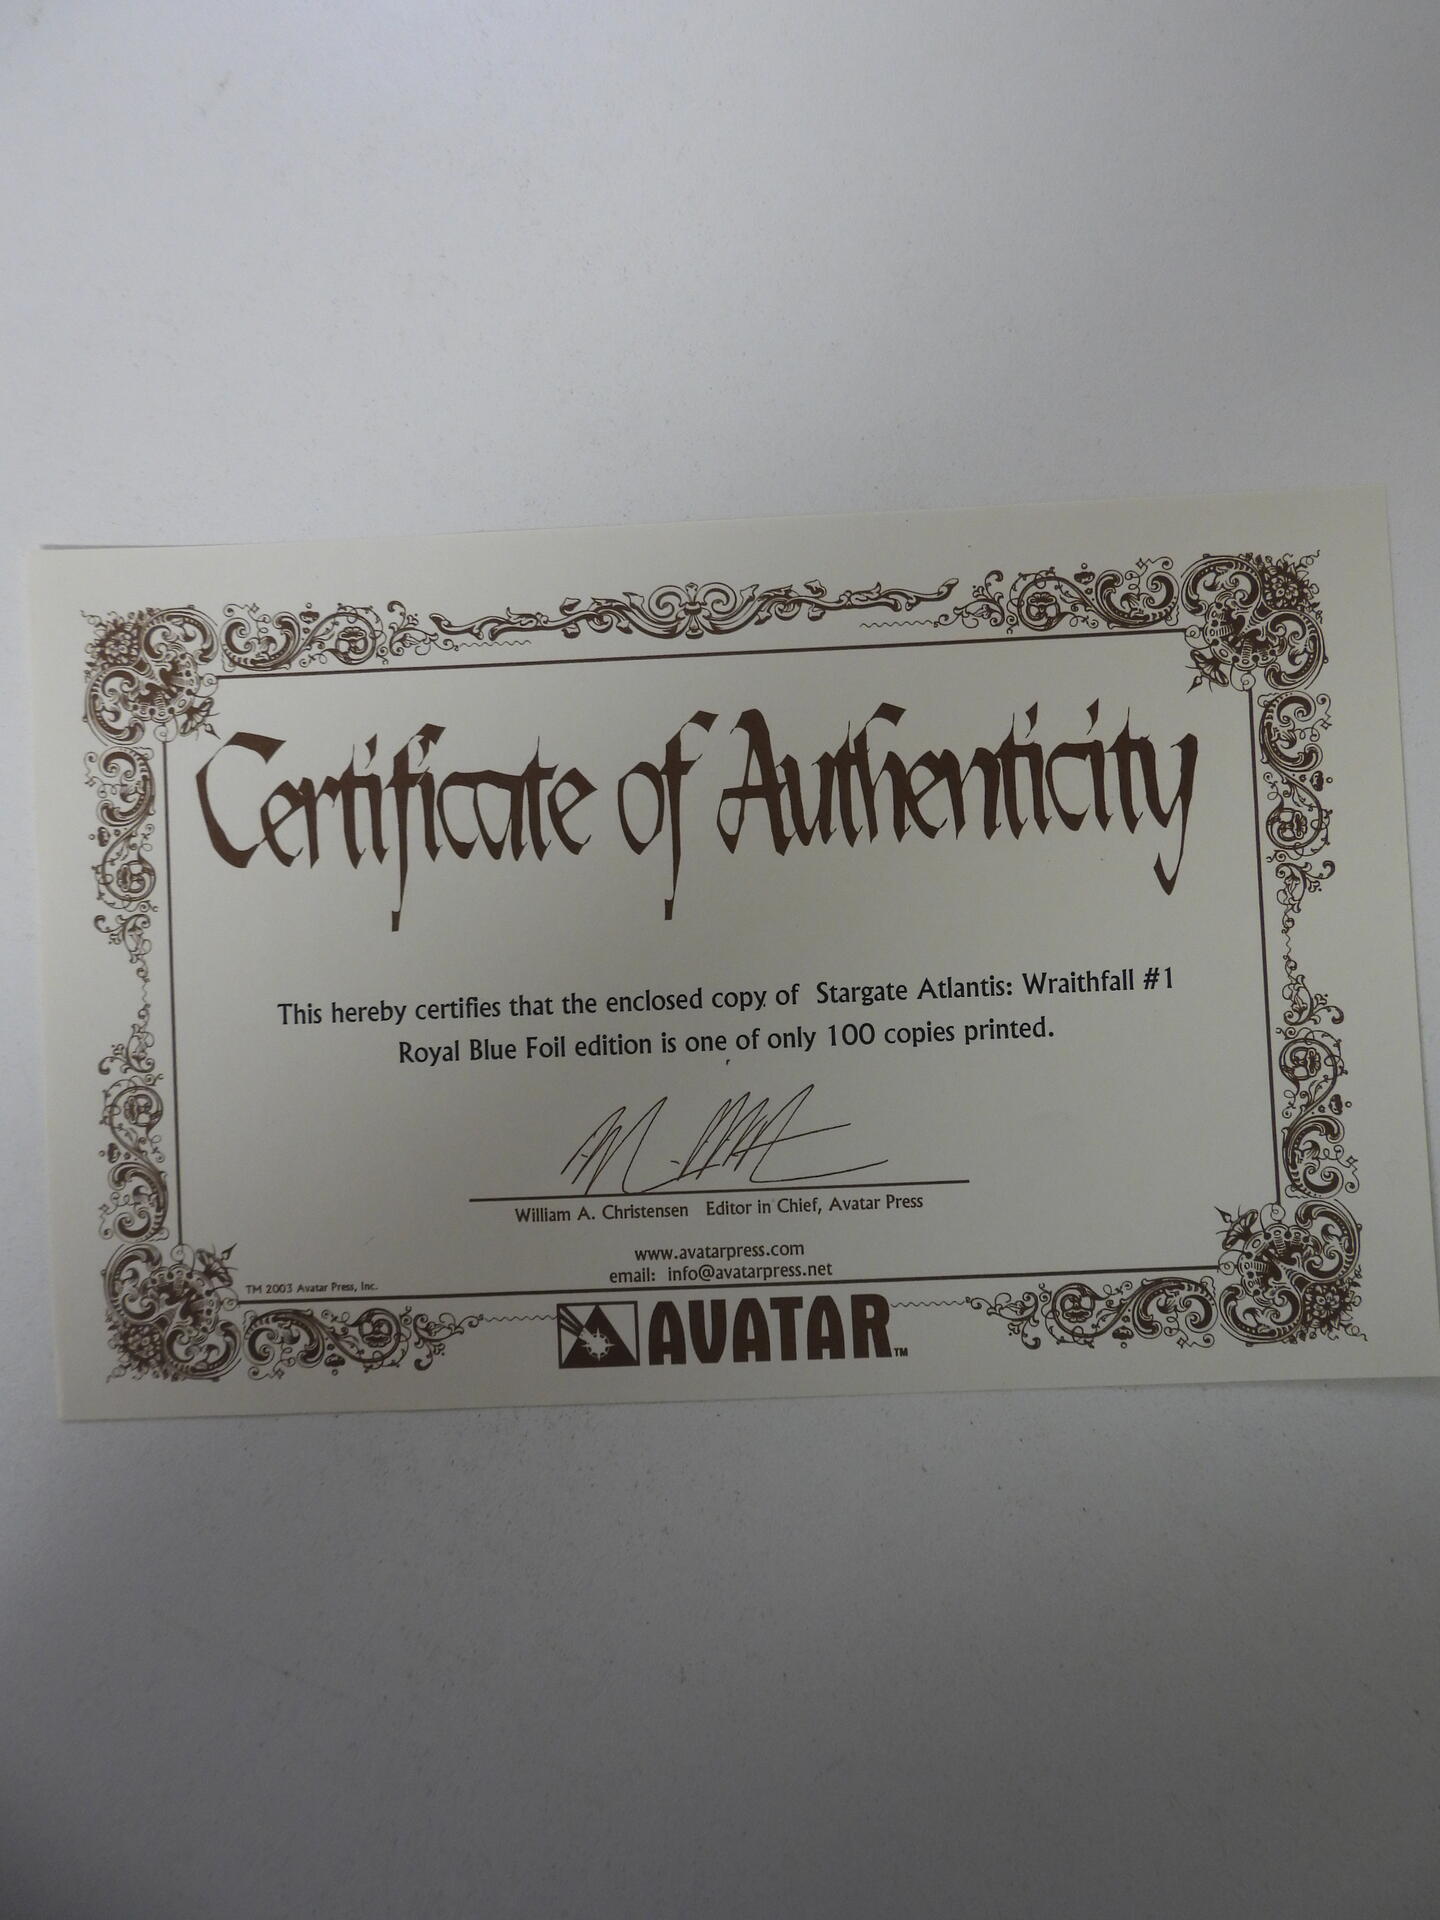 Certificate of Authenticity
This hereby certifies that the enclosed copy of Stargate Atlantis: Wraithfall #1
Royal Blue Foil edition is one of only 100 copies printed.
William A. Christensen Editor in Chief, Avatar Press
www.avatarpress.com
email: info@avatarpress.net
TM 2003 Avatar Press, Inc.
AVATAR™